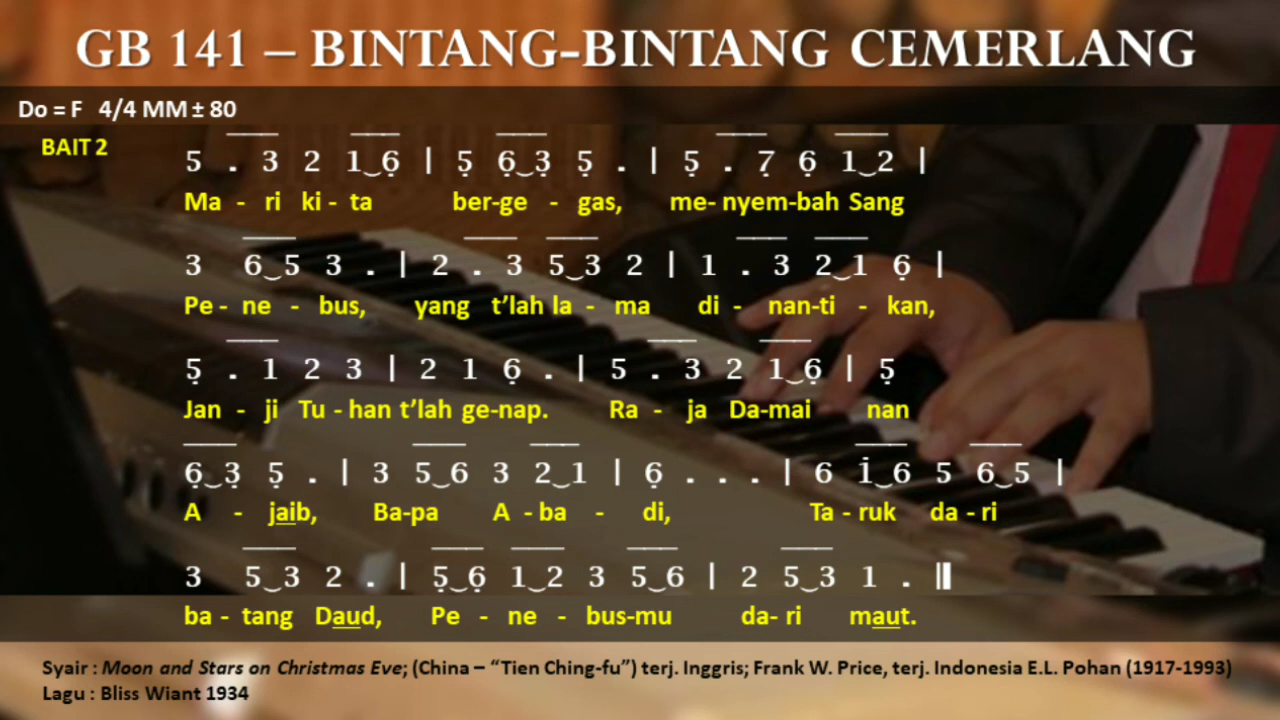 GB 141 – BINTANG-BINTANG CEMERLANG
Do = F 4/4 MM ± 80
BAIT 2
5 . 3 2 1‿6̣ | 5̣ 6̣‿3̣ 5̣ . | 5̣ . 7̣ 6̣ 1‿2 |
Ma - ri ki - ta ber-ge - gas, me- nyem-bah Sang
3 6‿5 3 . | 2 . 3 5‿3 2 | 1 . 3 2‿1 6̣ |
Pe - ne - bus, yang t’lah la - ma di - nan-ti - kan,
5̣ . 1 2 3 | 2 1 6̣ . | 5 . 3 2 1‿6̣ | 5̣
Jan - ji Tu - han t’lah ge-nap. Ra - ja Da-mai nan
6̣‿3̣ 5̣ . | 3 5‿6 3 2‿1 | 6̣ . . . | 6 i‿6 5 6‿5 |
A - jaib, Ba-pa A - ba - di, Ta - ruk da - ri
3 5‿3 2 . | 5̣‿6̣ 1‿2 3 5‿6 | 2 5‿3 1 . ||
ba - tang Daud, Pe - ne - bus-mu da- ri maut.
Syair : Moon and Stars on Christmas Eve; (China – “Tien Ching-fu”) terj. Inggris; Frank W. Price, terj. Indonesia E.L. Pohan (1917-1993)
Lagu : Bliss Wiant 1934